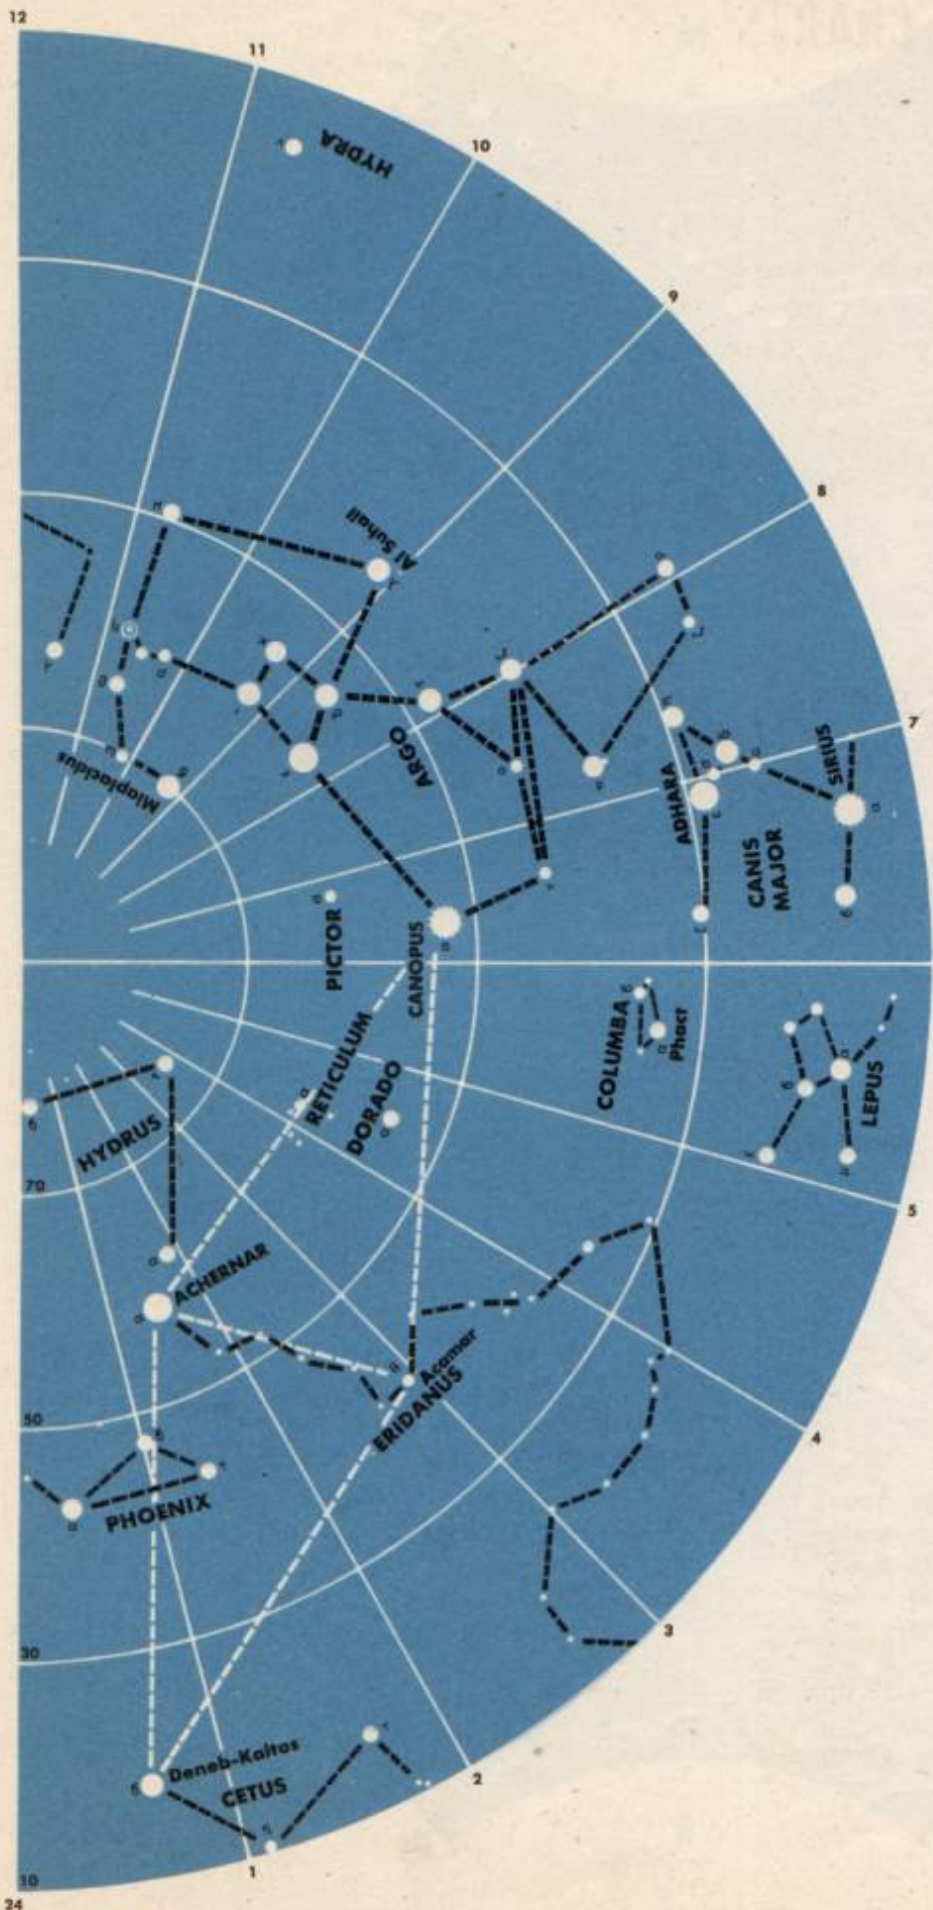 12
11
HYDRA
10
9
Al Suhail
8
Miaplacidus
ARGO
7
SIRIUS
ADHARA
CANIS
MAJOR
PICTOR
CANOPUS
RETICULUM
DORADO
COLUMBA
Phact
LEPUS
HYDRUS
70
5
ACHERNAR
Acamar
ERIDANUS
4
50
PHOENIX
30
3
Deneb-Kaitos
CETUS
2
1
10
24